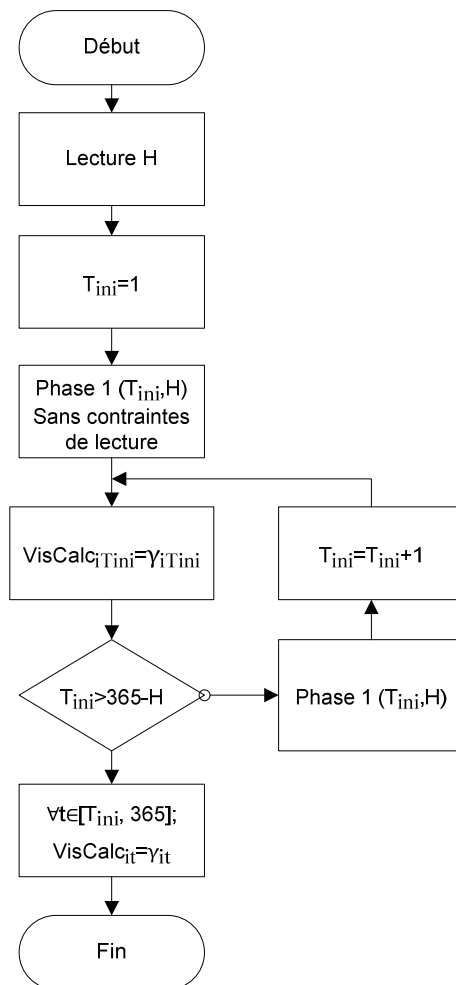 Début
Lecture H
Tini=1
Phase 1 (Tini,H)
Sans contraintes
de lecture
VisCalciTini=γiTini
Tini=Tini+1
Tini>365-H
Phase 1 (Tini,H)
∀t∈[Tini, 365];
VisCalcit=γit
Fin